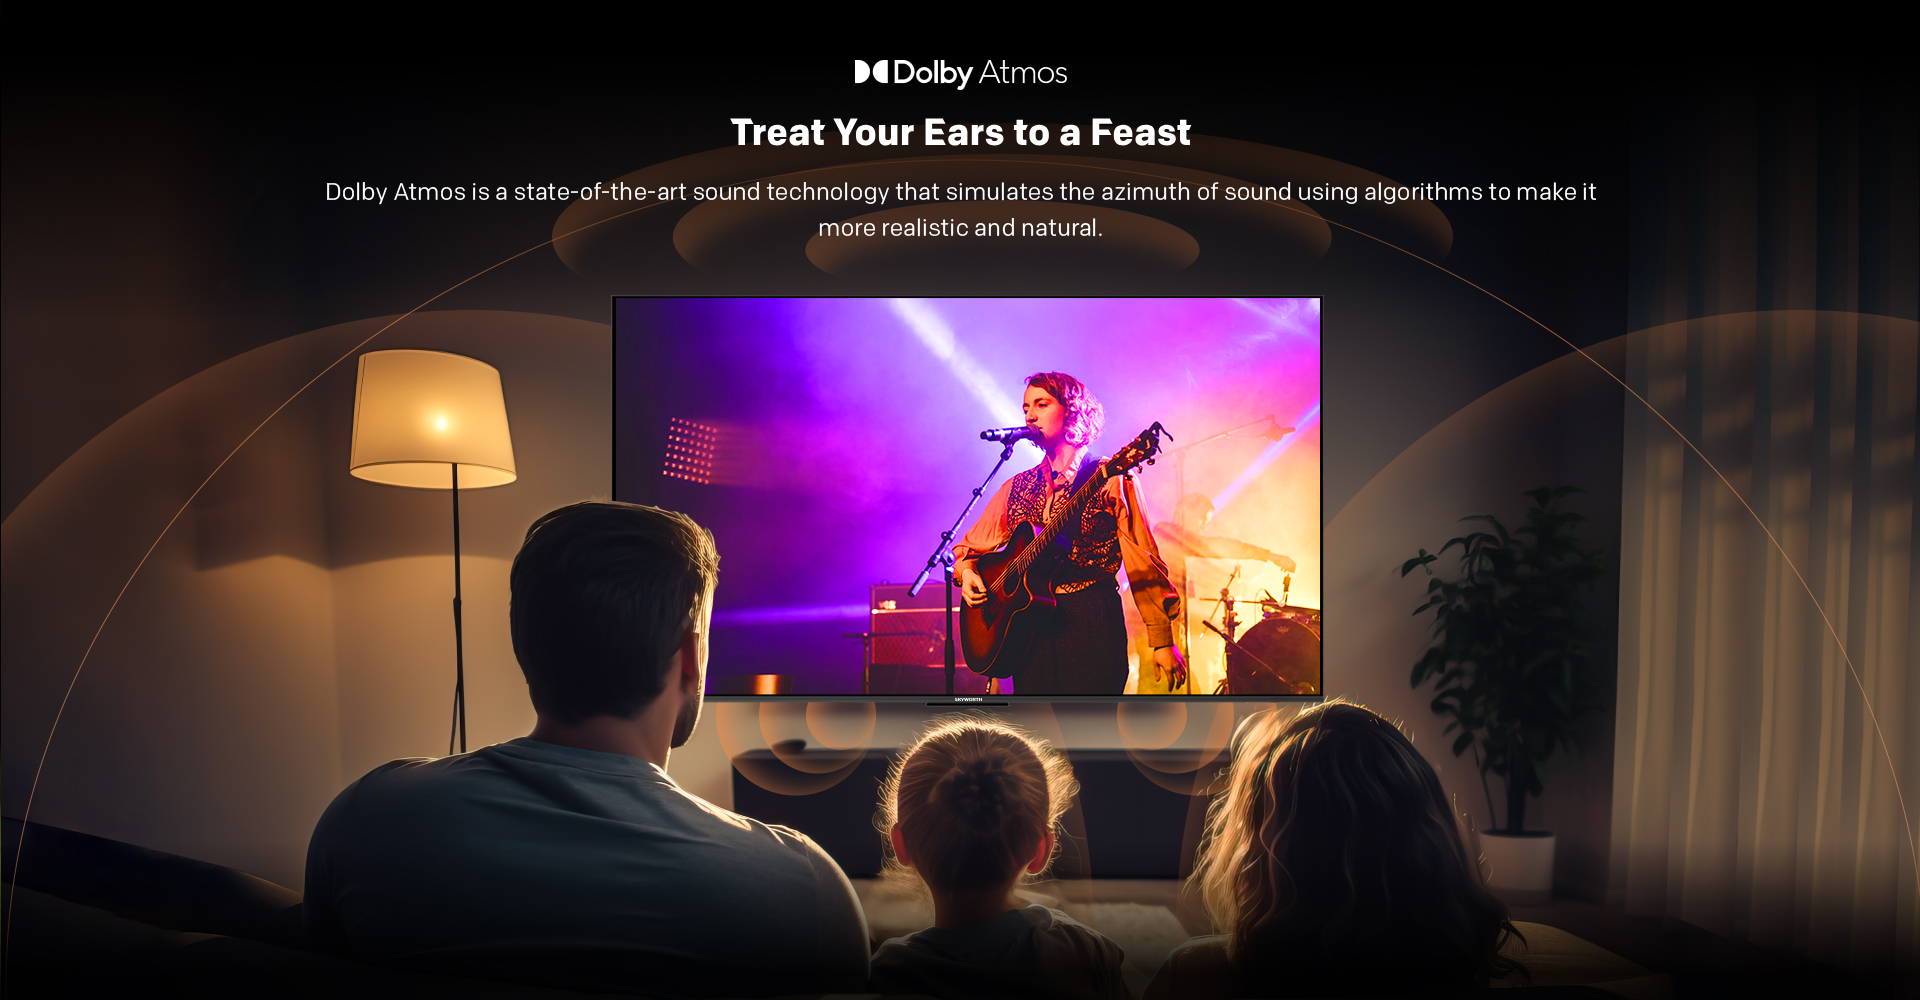 Dolby Atmos
Treat Your Ears to a Feast
Dolby Atmos is a state-of-the-art sound technology that simulates the azimuth of sound using algorithms to make it
more realistic and natural.
SKYWORTH